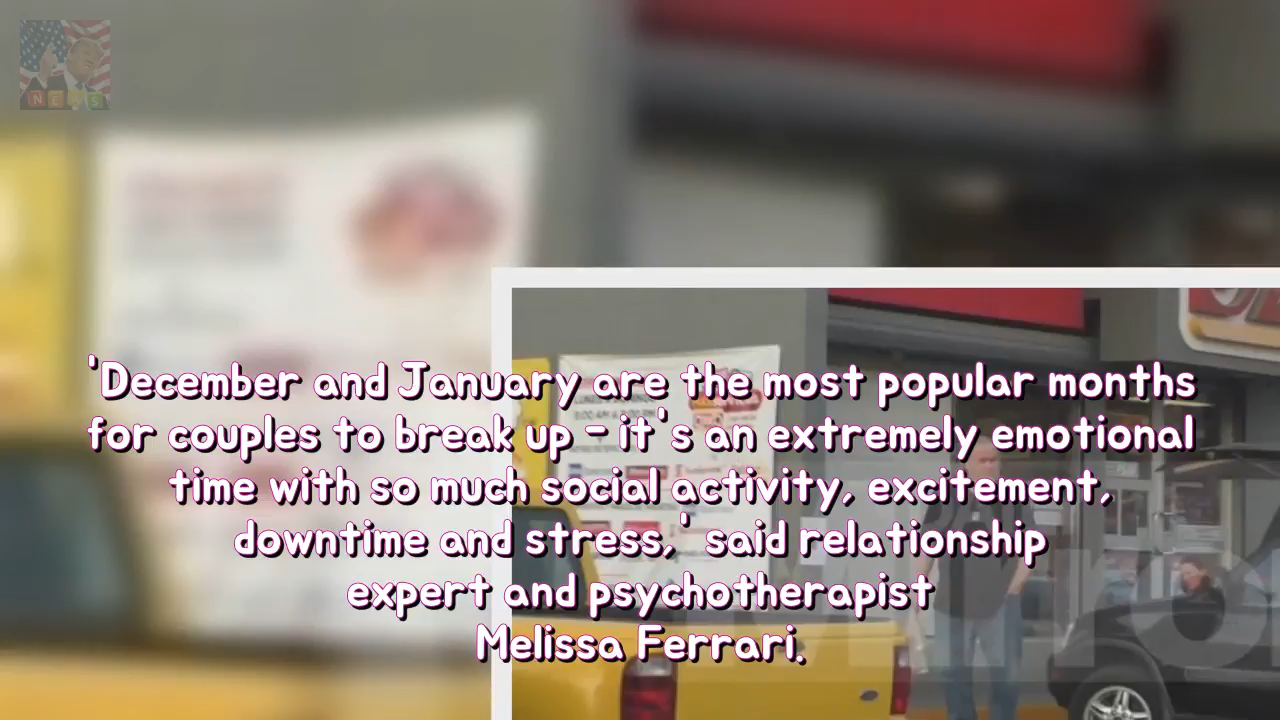 NEWS
'December and January are the most popular months
for couples to break up - it's an extremely emotional
time with so much social activity, excitement,
downtime and stress,' said relationship
expert and psychotherapist
Melissa Ferrari.